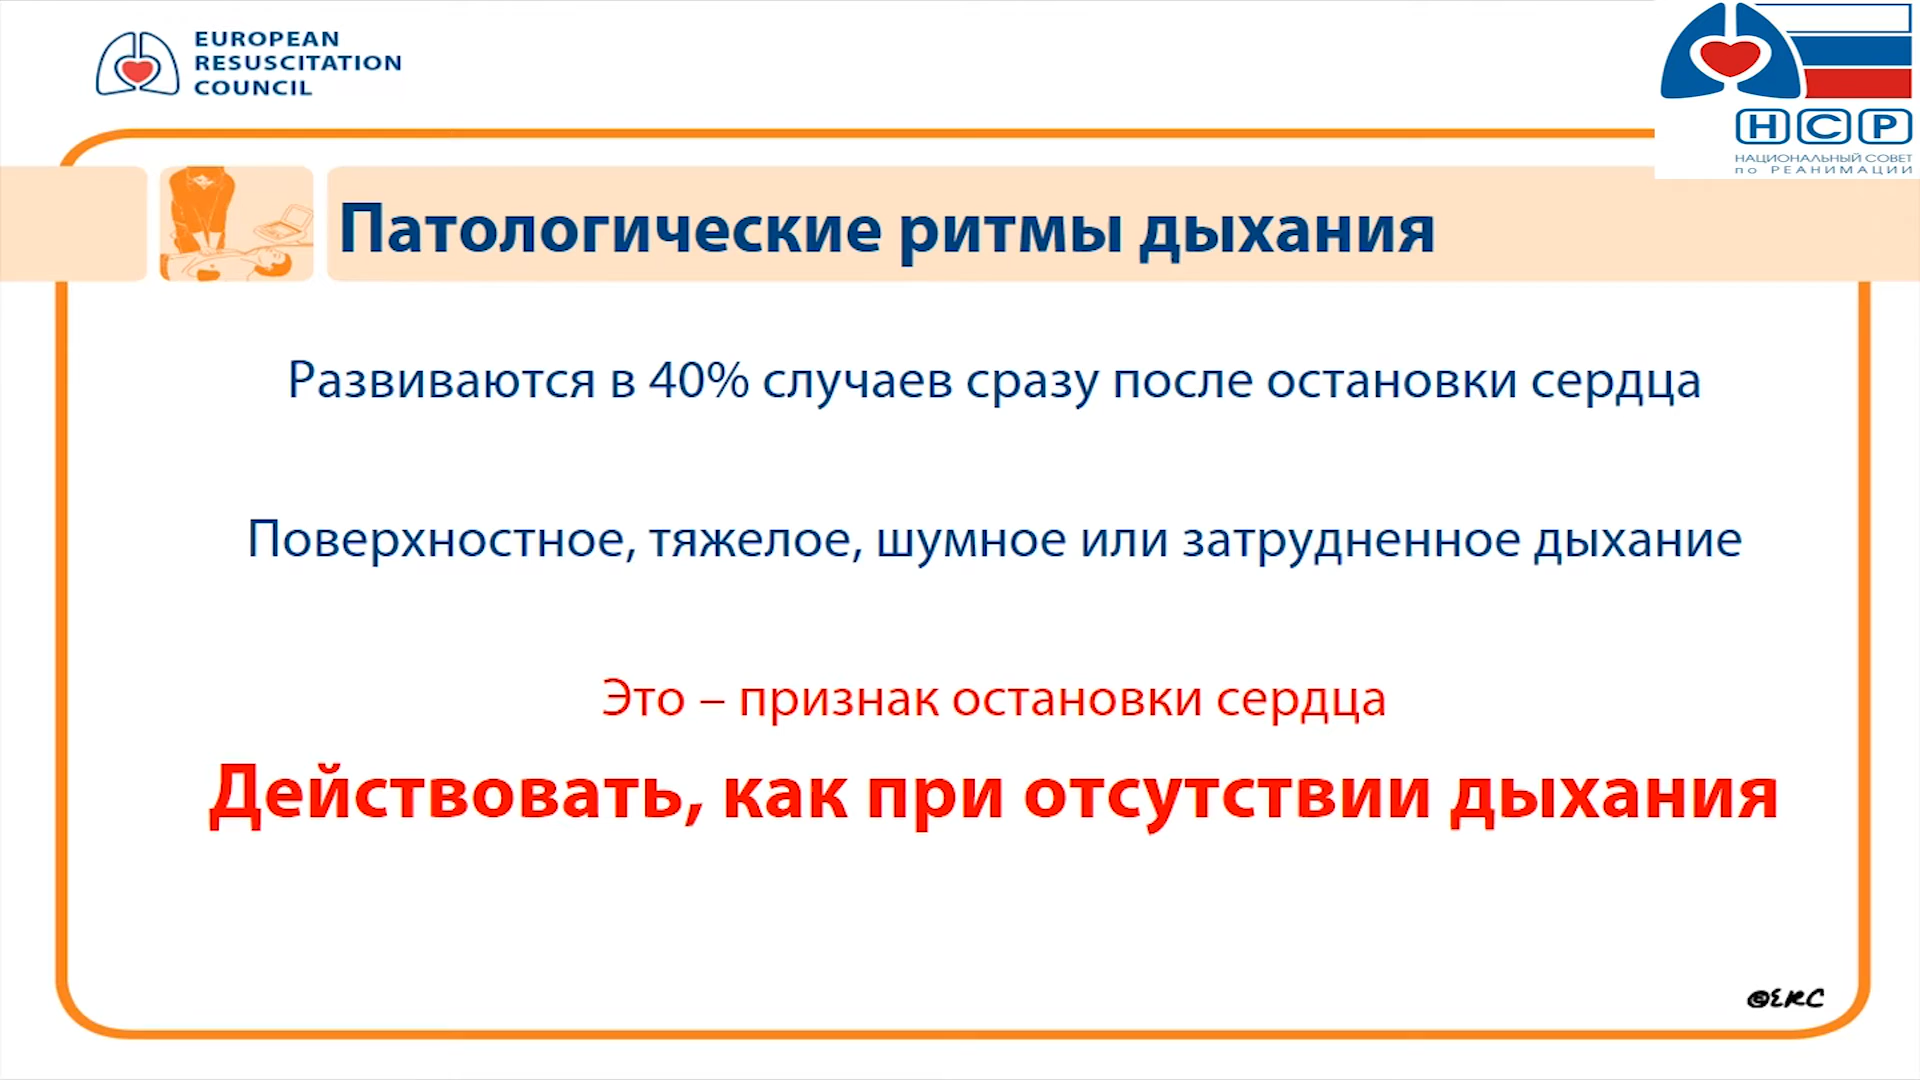 EUROPEAN
RESUSCITATION
COUNCIL
НСР
НАЦИОНАЛЬНЫЙ СОВЕТ
по РЕАНИМАЦИИ
Патологические ритмы дыхания
Развиваются в 40% случаев сразу после остановки сердца
Поверхностное, тяжелое, шумное или затрудненное дыхание
Это – признак остановки сердца
Действовать, как при отсутствии дыхания
©ERC